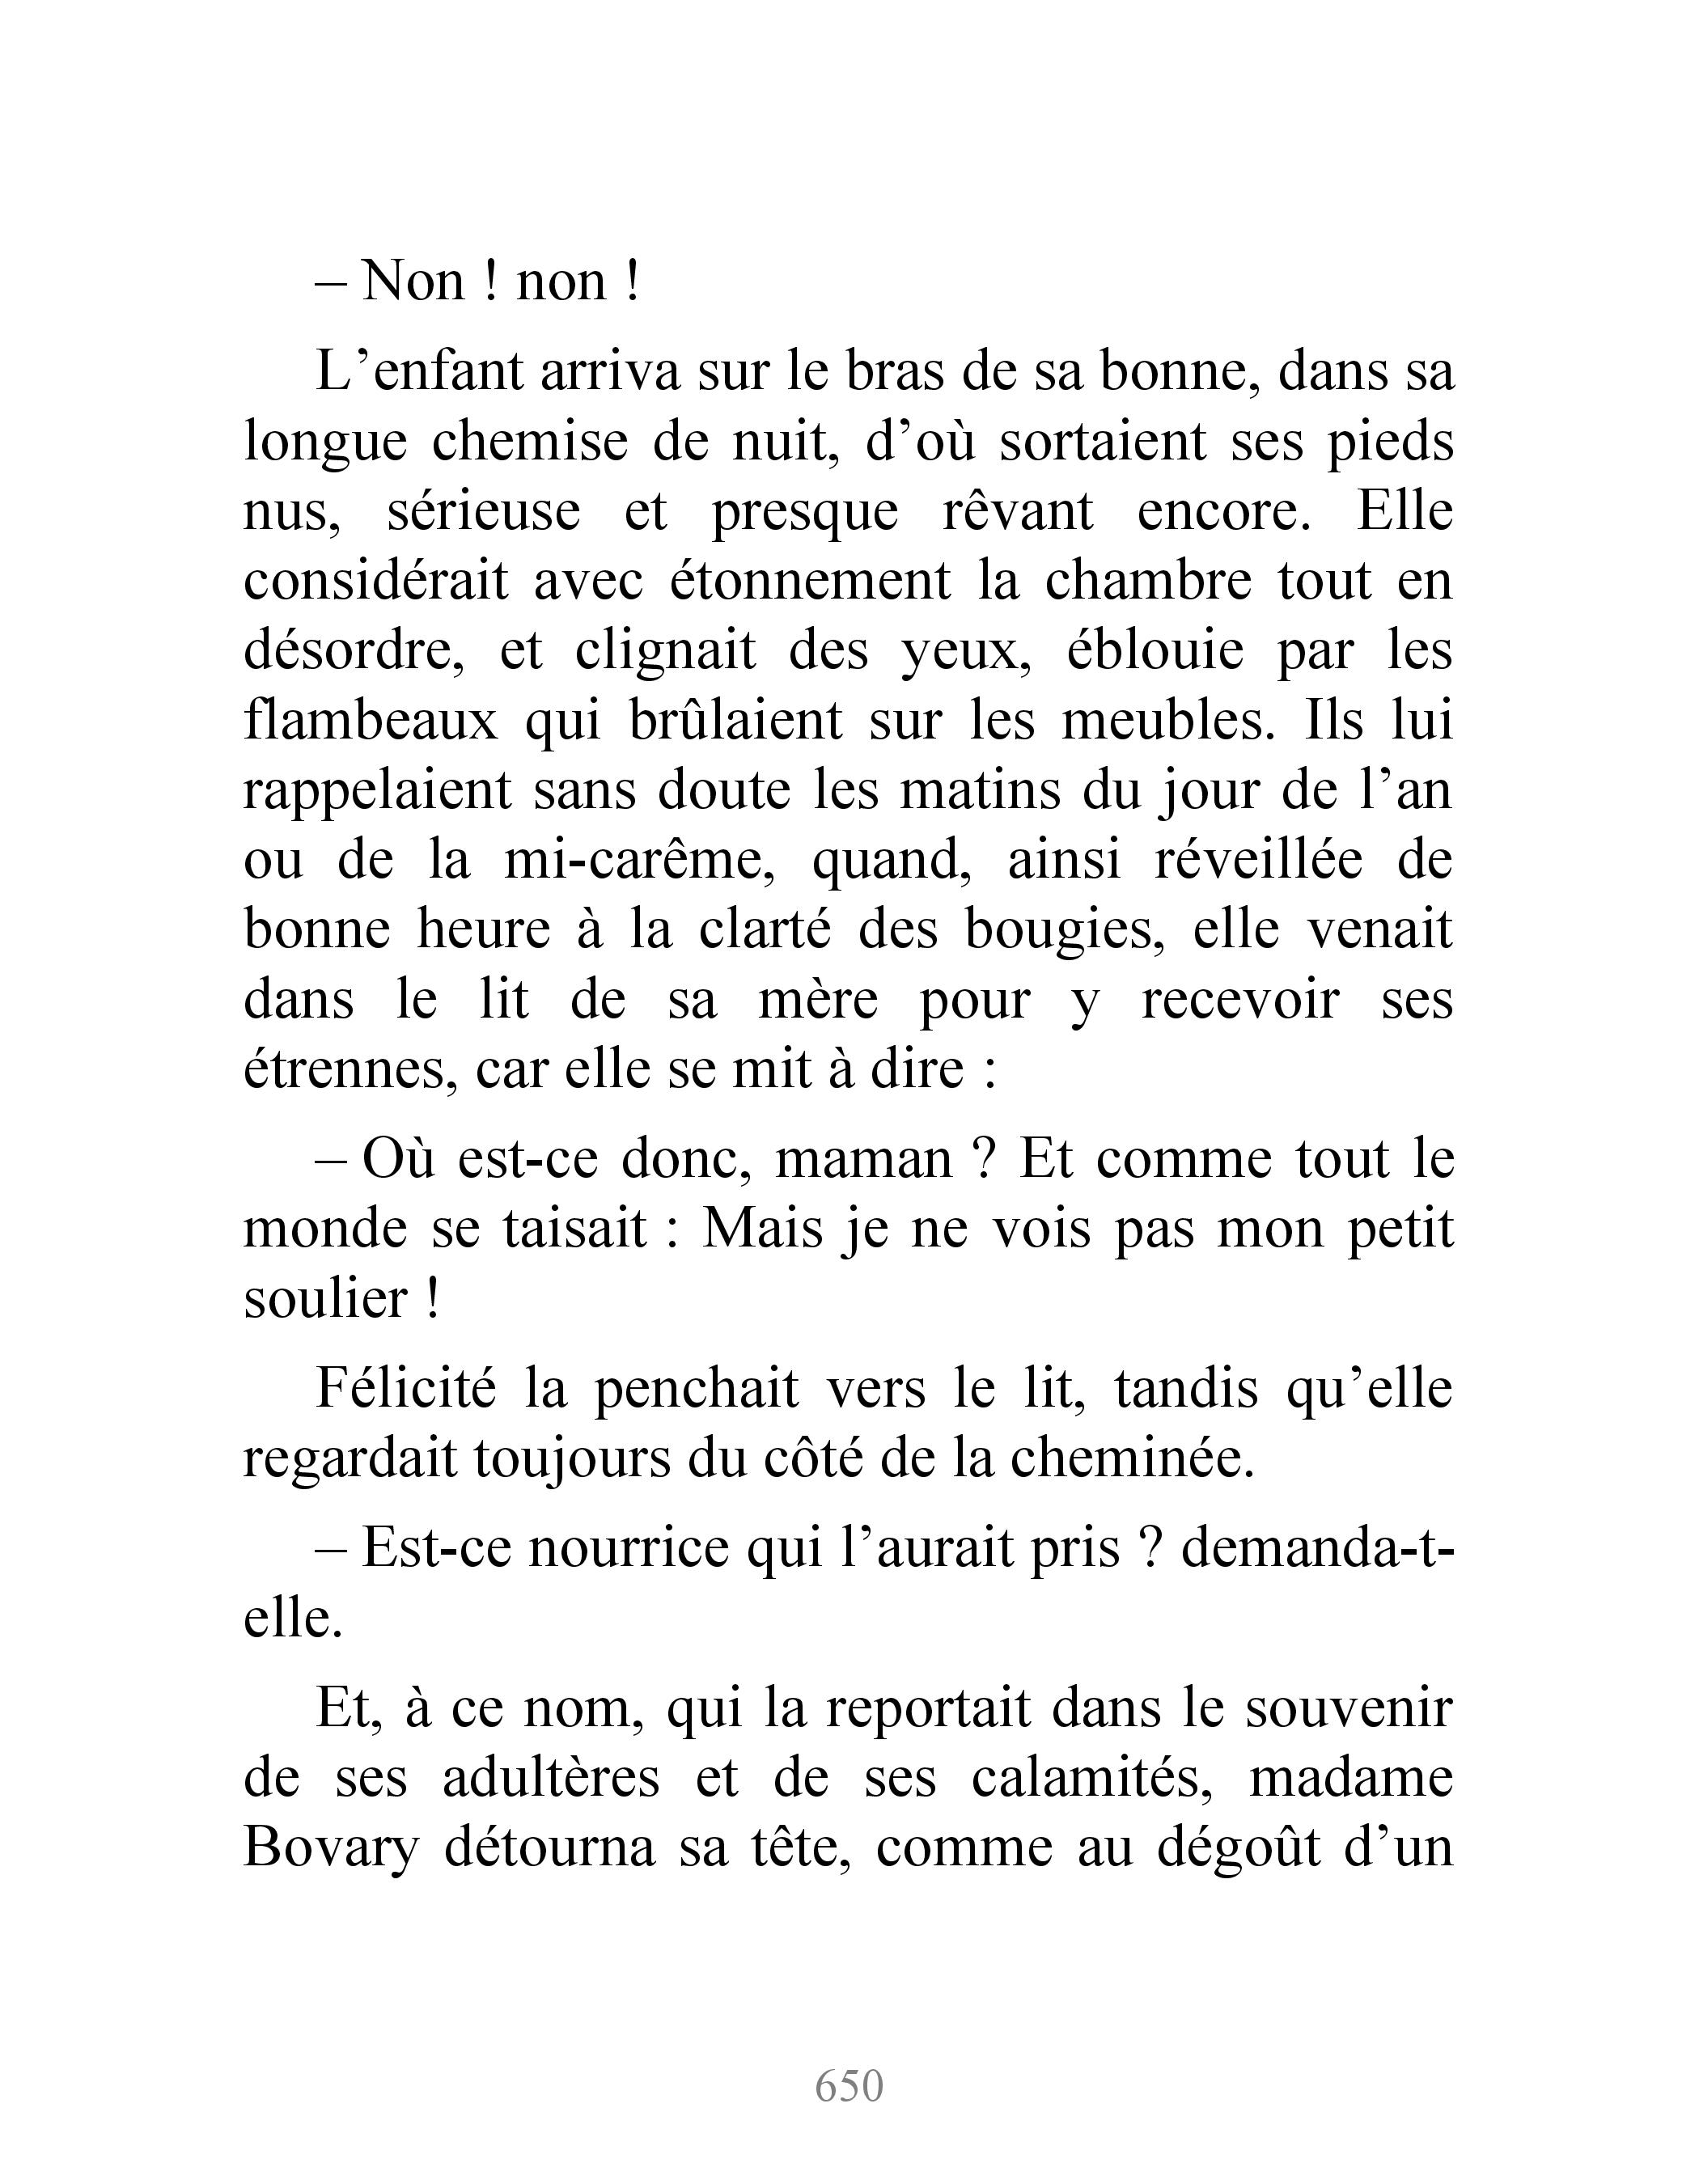 – Non ! non !
L’enfant arriva sur le bras de sa bonne, dans sa
longue chemise de nuit, d’où sortaient ses pieds
nus, sérieuse et presque rêvant encore. Elle
considérait avec étonnement la chambre tout en
désordre, et clignait des yeux, éblouie par les
flambeaux qui brûlaient sur les meubles. Ils lui
rappelaient sans doute les matins du jour de l’an
ou de la mi-carême, quand, ainsi réveillée de
bonne heure à la clarté des bougies, elle venait
dans le lit de sa mère pour y recevoir ses
étrennes, car elle se mit à dire :
– Où est-ce donc, maman ? Et comme tout le
monde se taisait : Mais je ne vois pas mon petit
soulier !
Félicité la penchait vers le lit, tandis qu’elle
regardait toujours du côté de la cheminée.
– Est-ce nourrice qui l’aurait pris ? demanda-t-
elle.
Et, à ce nom, qui la reportait dans le souvenir
de ses adultères et de ses calamités, madame
Bovary détourna sa tête, comme au dégoût d’un
650